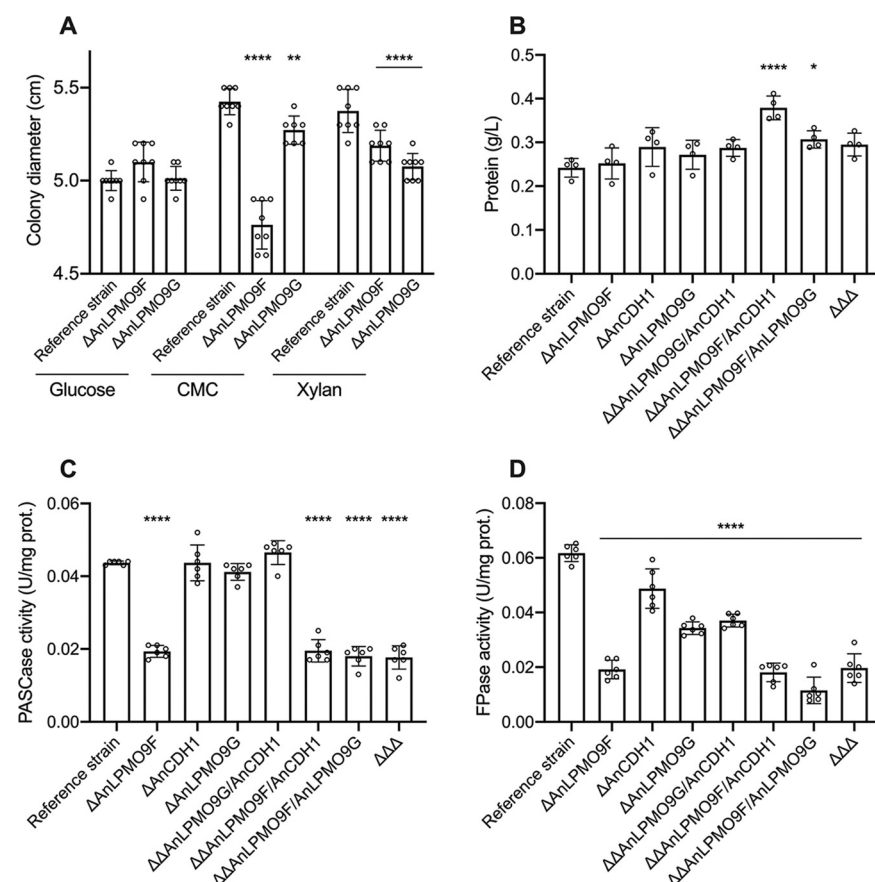 A
Colony diameter (cm)
5.5
5.0
4.5
****
**
****
Reference strain
ΔAnLPMO9F
ΔAnLPMO9G
Reference strain
ΔAnLPMO9F
ΔAnLPMO9G
Reference strain
ΔAnLPMO9F
ΔAnLPMO9G
Glucose
CMC
Xylan
B
Protein (g/L)
0.5
0.4
0.3
0.2
0.1
0.0
****
*
Reference strain
ΔAnLPMO9F
ΔAnCDH1
ΔAnLPMO9G
ΔΔAnLPMO9G/AnCDH1
ΔΔAnLPMO9F/AnCDH1
ΔΔAnLPMO9F/AnLPMO9G
ΔΔΔ
C
PASCase ctivity (U/mg prot.)
0.06
0.04
0.02
0.00
****
****
****
****
Reference strain
ΔAnLPMO9F
ΔAnCDH1
ΔAnLPMO9G
ΔΔAnLPMO9G/AnCDH1
ΔΔAnLPMO9F/AnCDH1
ΔΔAnLPMO9F/AnLPMO9G
ΔΔΔ
D
FPase activity (U/mg prot.)
0.08
0.06
0.04
0.02
0.00
****
Reference strain
ΔAnLPMO9F
ΔAnCDH1
ΔAnLPMO9G
ΔΔAnLPMO9G/AnCDH1
ΔΔAnLPMO9F/AnCDH1
ΔΔAnLPMO9F/AnLPMO9G
ΔΔΔ